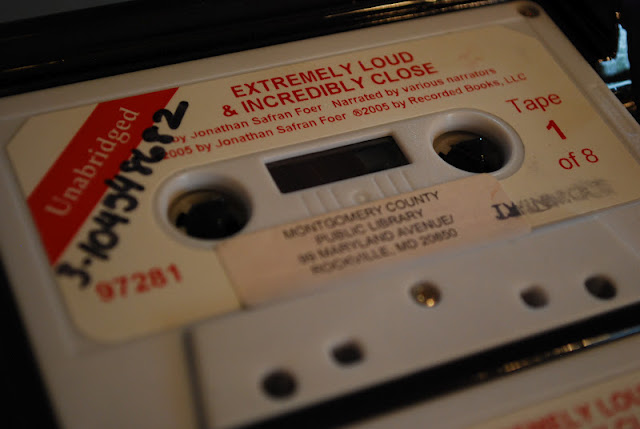 EXTREMELY LOUD
& INCREDIBLY CLOSE
by Jonathan Safran Foer Narrated by various narrators
2005 by Jonathan Safran Foer ℗2005 by Recorded Books, LLC
Unabridged
Tape
1
of 8
97281
MONTGOMERY COUNTY
PUBLIC LIBRARY
99 MARYLAND AVENUE/
ROCKVILLE, MD 20850
EXTREMELY LOU